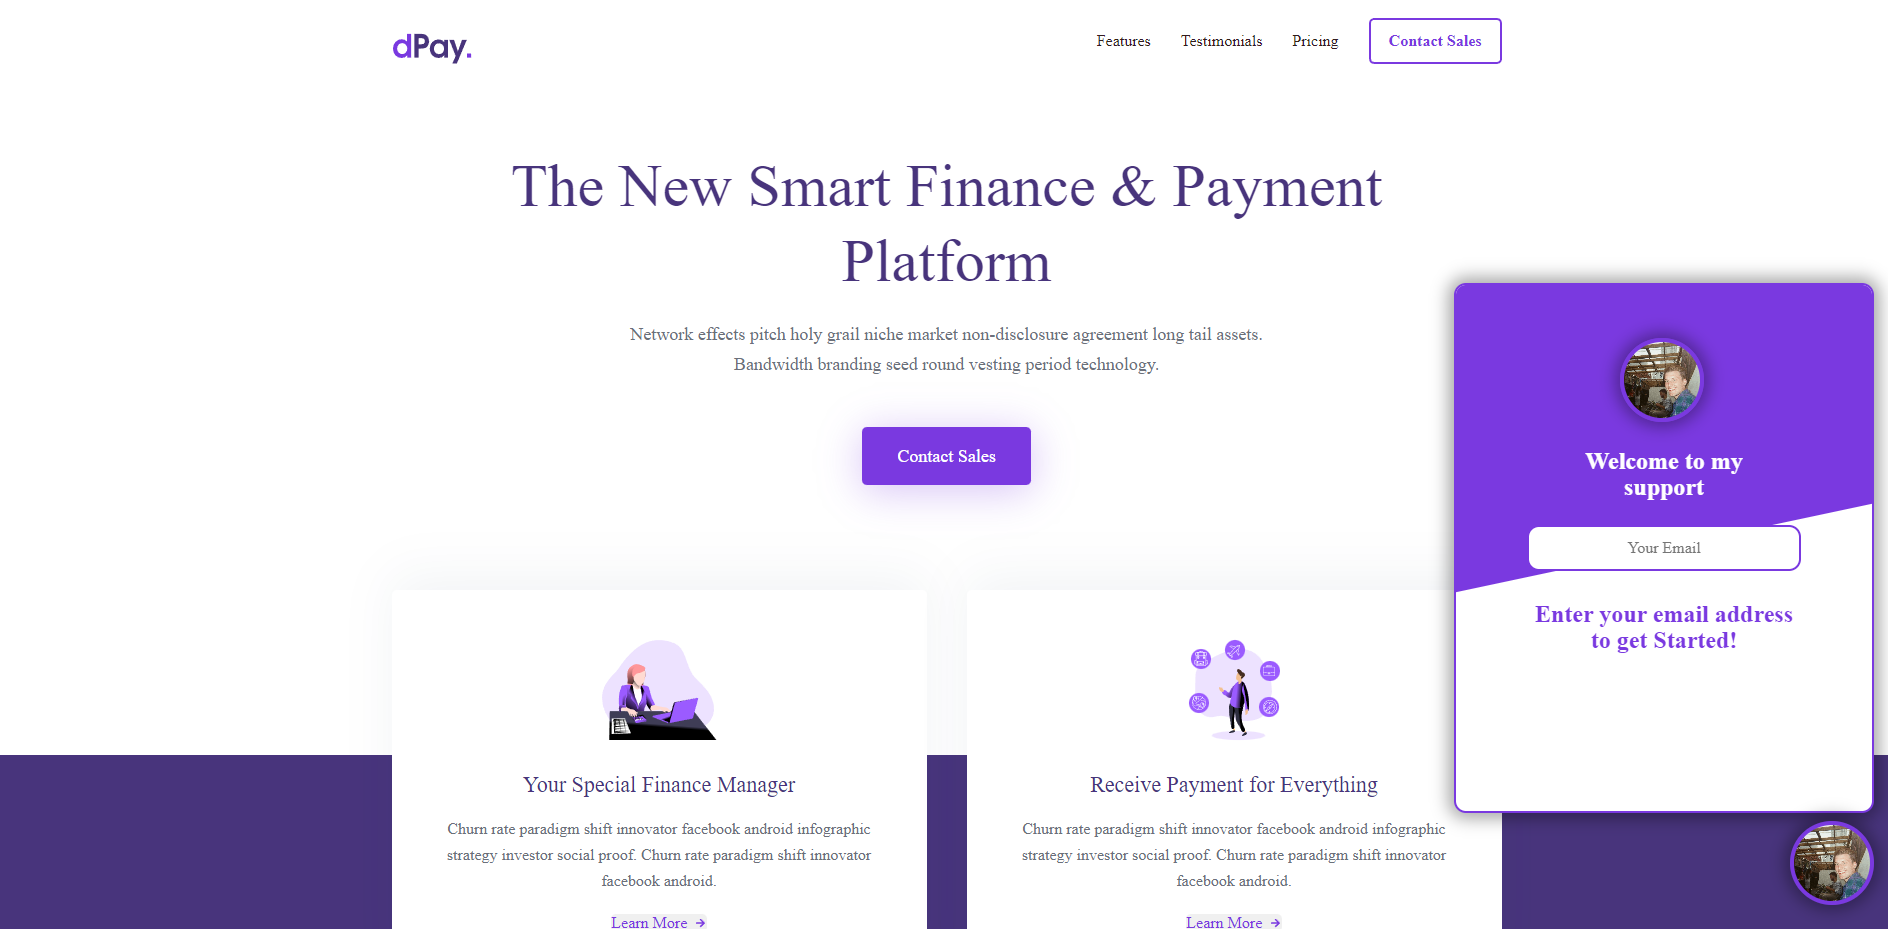 dPay.
Features
Testimonials
Pricing
Contact Sales
The New Smart Finance & Payment
Platform
Network effects pitch holy grail niche market non-disclosure agreement long tail assets.
Bandwidth branding seed round vesting period technology.
Contact Sales
Your Special Finance Manager
Churn rate paradigm shift innovator facebook android infographic
strategy investor social proof. Churn rate paradigm shift innovator
facebook android.
Learn More
Receive Payment for Everything
Churn rate paradigm shift innovator facebook android infographic
strategy investor social proof. Churn rate paradigm shift innovator
facebook android.
Learn More
Welcome to my
support
Your Email
Enter your email address
to get Started!